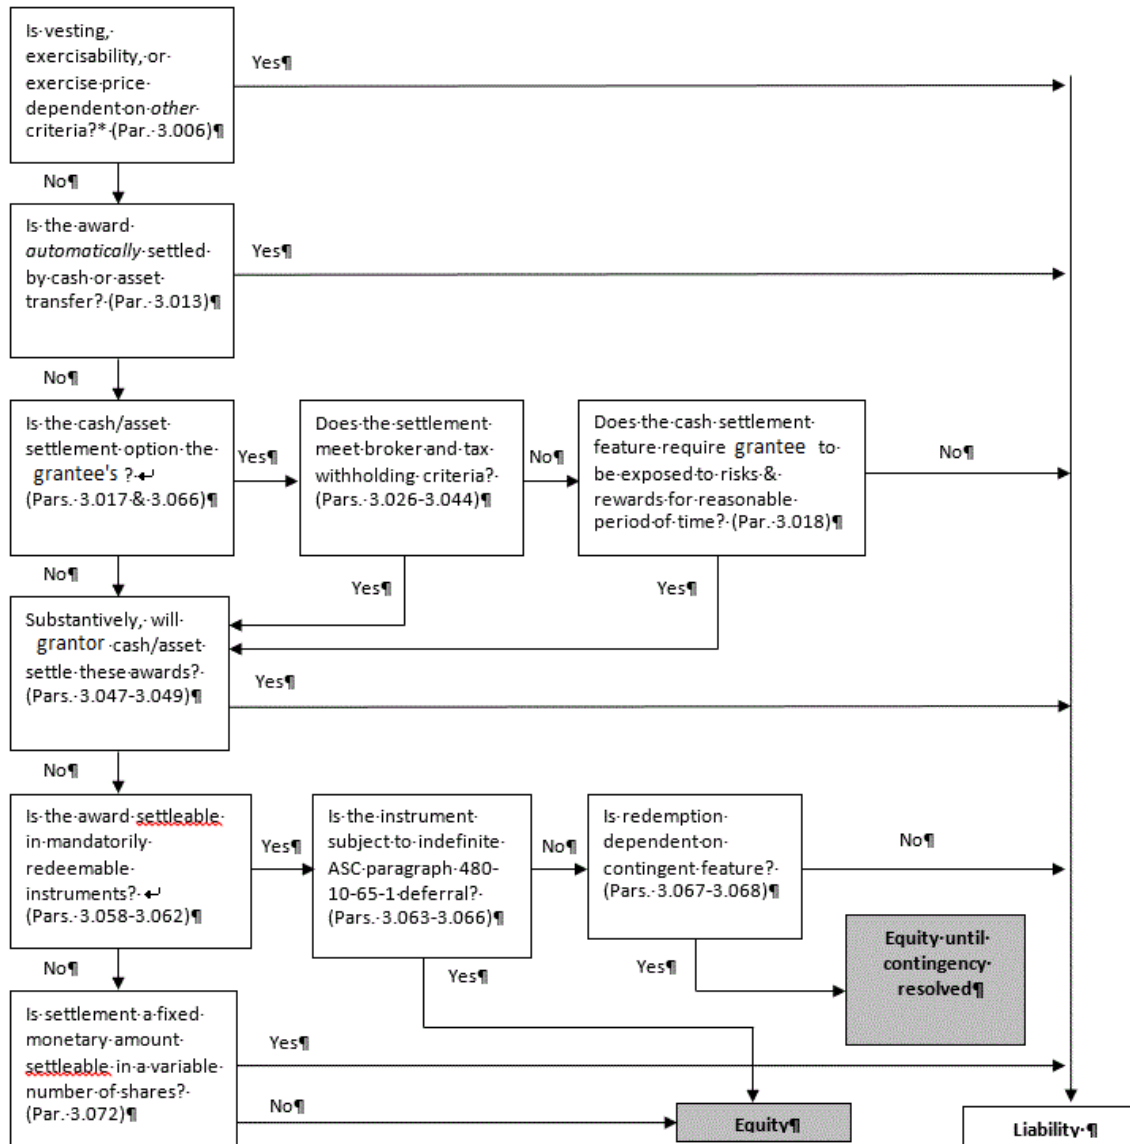 Is·vesting,·
exercisability,·or·
exercise·price·
dependent·on·other·
criteria?*·(Par.·3.006)¶
Yes¶
No¶
Is·the·award·
automatically·settled·
by·cash·or·asset·
transfer?·(Par.·3.013)¶
Yes¶
No¶
Is·the·cash/asset·
settlement·option·the·
grantee's ?·↵
(Pars.·3.017·&·3.066)¶
Yes¶
Does·the·settlement·
meet·broker·and·tax·
withholding·criteria?·
(Pars.·3.026-3.044)¶
No¶
Does·the·cash·settlement·
feature·require grantee to·
be·exposed·to·risks·&·
rewards·for·reasonable·
period·of·time?·(Par.·3.018)¶
No¶
No¶
Yes¶
Yes¶
Substantively,·will·
grantor·cash/asset·
settle·these·awards?·
(Pars.·3.047-3.049)¶
Yes¶
No¶
Is·the·award·settleable·
in·mandatorily·
redeemable·
instruments?·↵
(Pars.·3.058-3.062)¶
Yes¶
Is·the·instrument·
subject·to·indefinite·
ASC·paragraph·480-
10-65-1·deferral?·
(Pars.·3.063-3.066)¶
No¶
Is·redemption·
dependent·on·
contingent·feature?·
(Pars.·3.067-3.068)¶
No¶
No¶
Yes¶
Yes¶
Equity·until·
contingency·
resolved¶
Is·settlement·a·fixed·
monetary·amount·
settleable·in·a·variable·
number·of·shares?·
(Par.·3.072)¶
Yes¶
No¶
Equity¶
Liability·¶